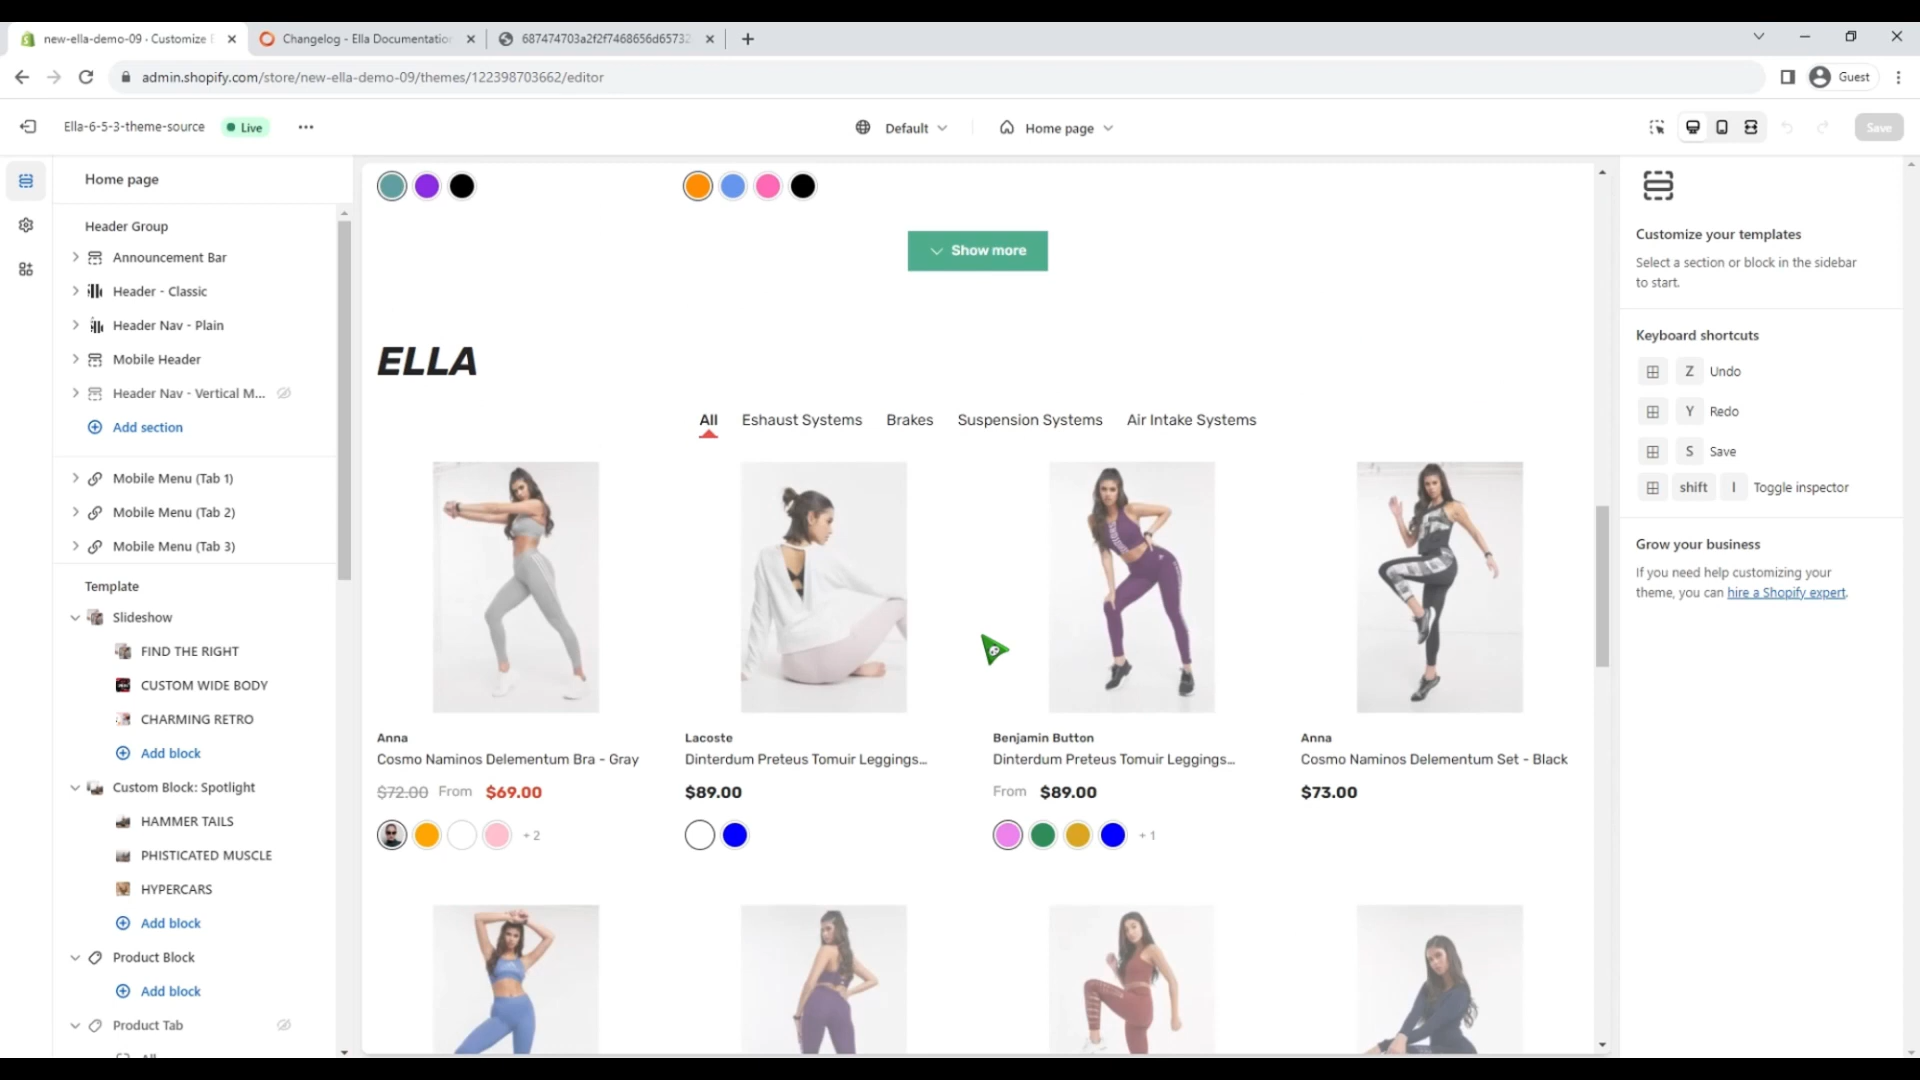 new-ella-demo-09 · Customize E
Changelog - Ella Documentation
687474703a2f2f7468656d65732
admin.shopify.com/store/new-ella-demo-09/themes/122398703662/editor
Guest
Ella-6-5-3-theme-source
Live
Default
Home page
Save
Home page
Header Group
Announcement Bar
Header - Classic
Header Nav - Plain
Mobile Header
Header Nav - Vertical M...
Add section
Mobile Menu (Tab 1)
Mobile Menu (Tab 2)
Mobile Menu (Tab 3)
Template
Slideshow
FIND THE RIGHT
CUSTOM WIDE BODY
CHARMING RETRO
Add block
Custom Block: Spotlight
HAMMER TAILS
PHISTICATED MUSCLE
HYPERCARS
Add block
Product Block
Add block
Product Tab
Show more
ELLA
All Eshaust Systems Brakes Suspension Systems Air Intake Systems
Anna
Cosmo Naminos Delementum Bra - Gray
$72.00 From $69.00
+ 2
Lacoste
Dinterdum Preteus Tomuir Leggings...
$89.00
Benjamin Button
Dinterdum Preteus Tomuir Leggings...
From $89.00
+ 1
Anna
Cosmo Naminos Delementum Set - Black
$73.00
Customize your templates
Select a section or block in the sidebar
to start.
Keyboard shortcuts
Z Undo
Y Redo
S Save
shift I Toggle inspector
Grow your business
If you need help customizing your
theme, you can hire a Shopify expert.